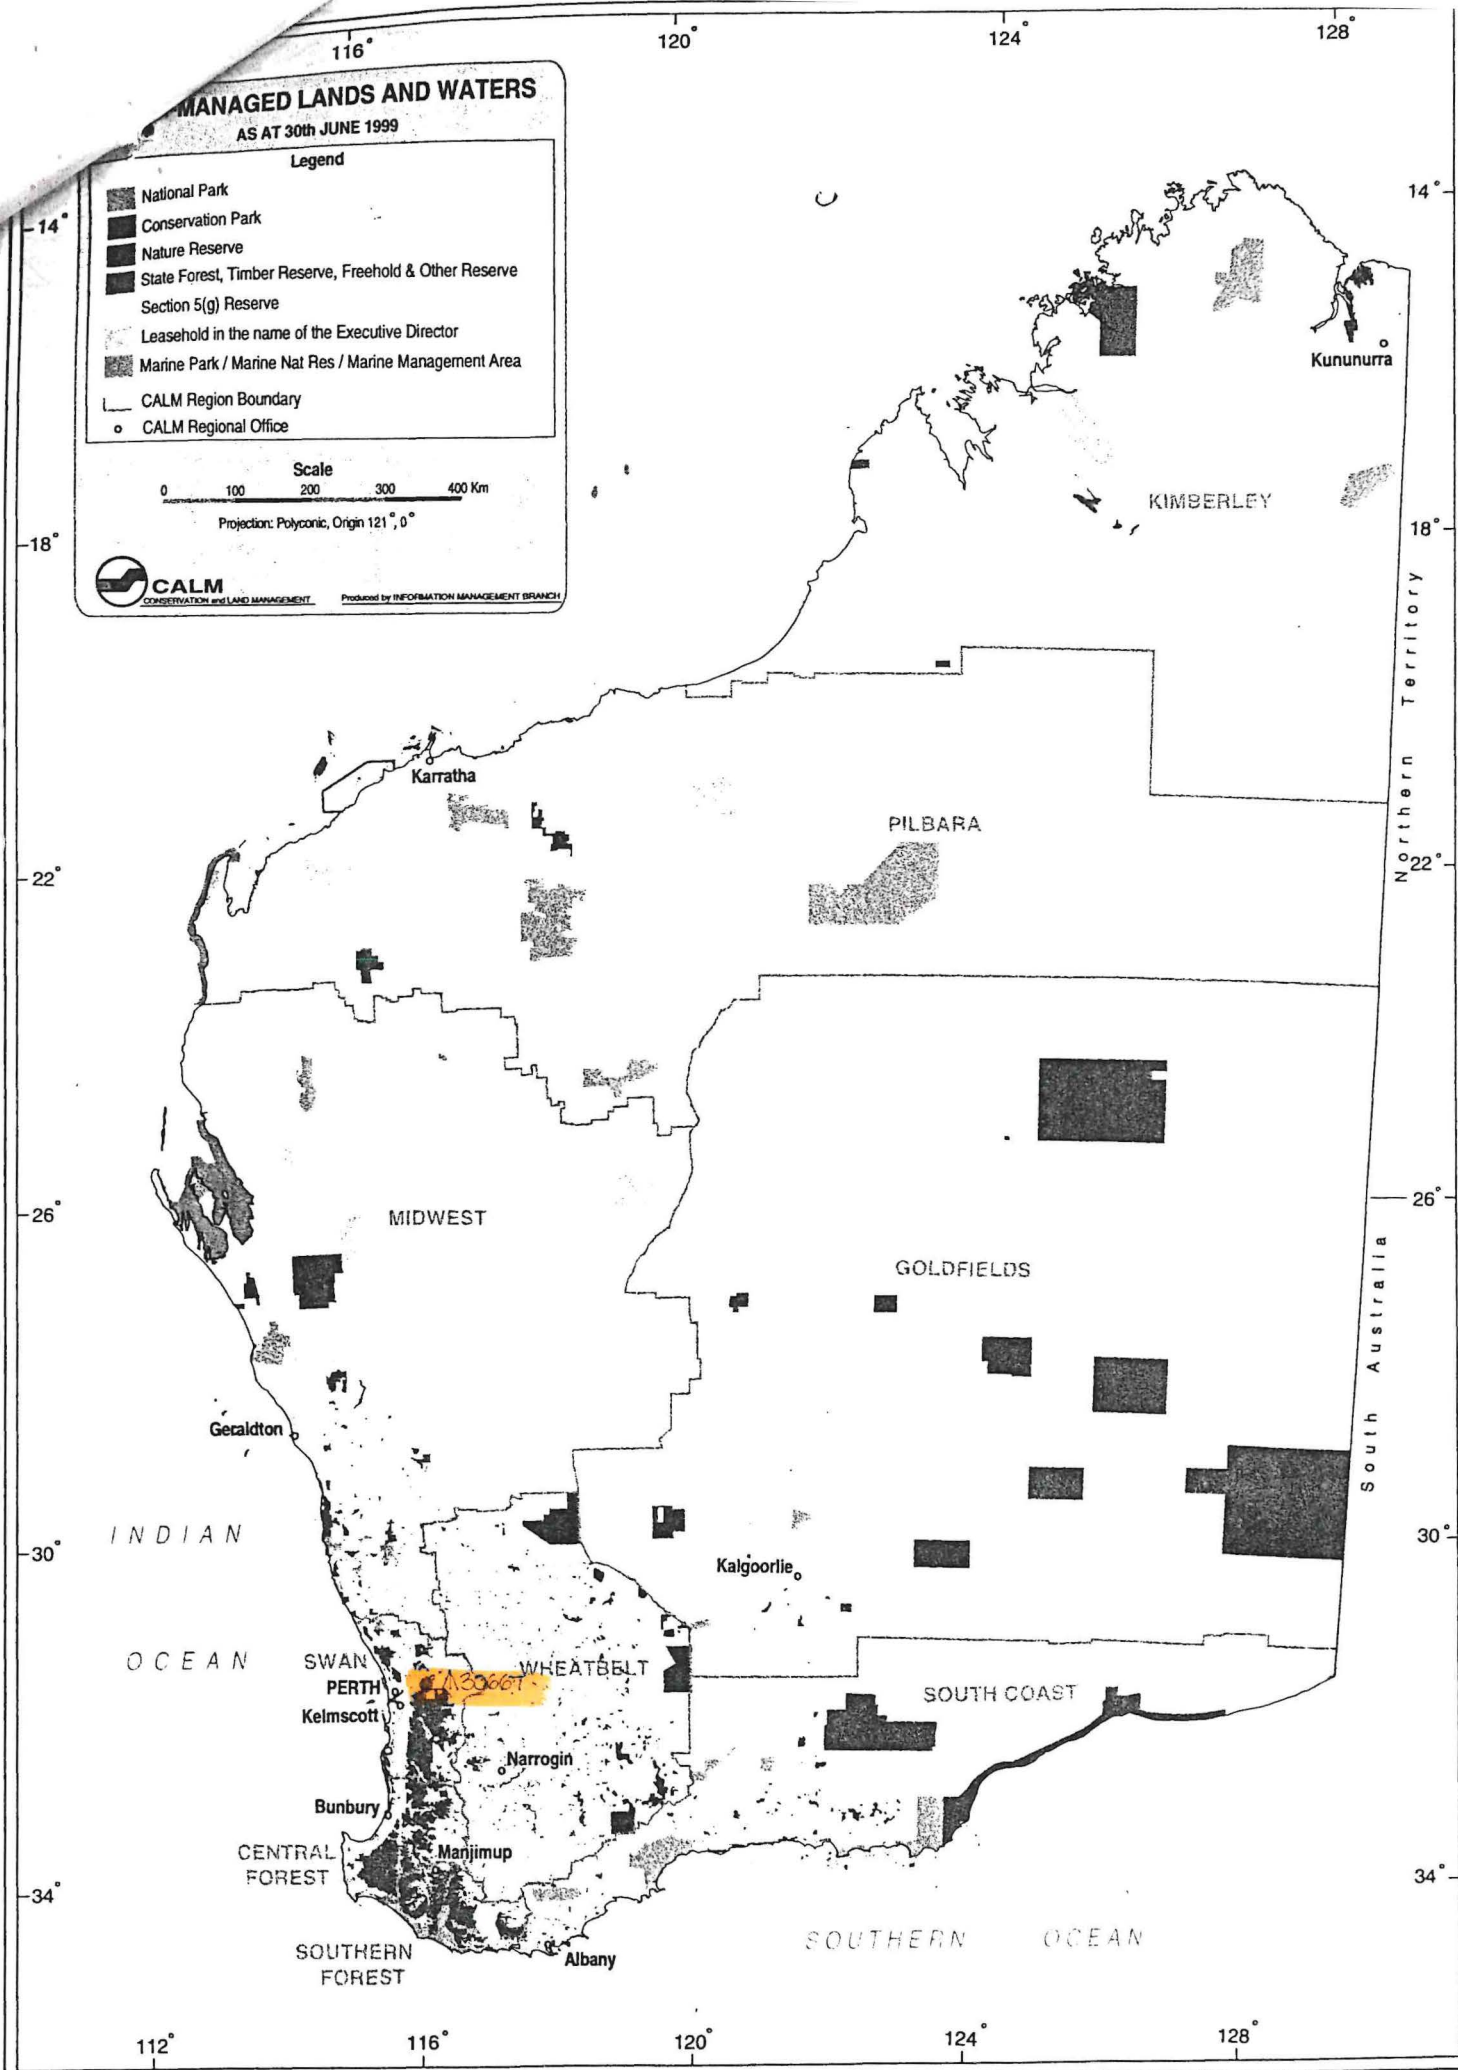 116°
120°
124°
128°
MANAGED LANDS AND WATERS
AS AT 30th JUNE 1999
Legend
National Park
Conservation Park
Nature Reserve
State Forest, Timber Reserve, Freehold & Other Reserve
Section 5(g) Reserve
Leasehold in the name of the Executive Director
Marine Park / Marine Nat Res / Marine Management Area
CALM Region Boundary
CALM Regional Office
Scale
0 100 200 300 400 Km
Projection: Polyconic, Origin 121°, 0°
CALM
CONSERVATION and LAND MANAGEMENT
Produced by INFORMATION MANAGEMENT BRANCH
14°
14°
Kununurra
KIMBERLEY
18°
18°
Northern Territory
Karratha
PILBARA
22°
22°
26°
26°
MIDWEST
GOLDFIELDS
South Australia
Geraldton
INDIAN
30°
30°
Kalgoorlie
OCEAN
SWAN
WHEATBELT
PERTH
SOUTH COAST
Kelmscott
Narrogin
Bunbury
CENTRAL
FOREST
Manjimup
34°
34°
SOUTHERN OCEAN
SOUTHERN
FOREST
Albany
112°
116°
120°
124°
128°